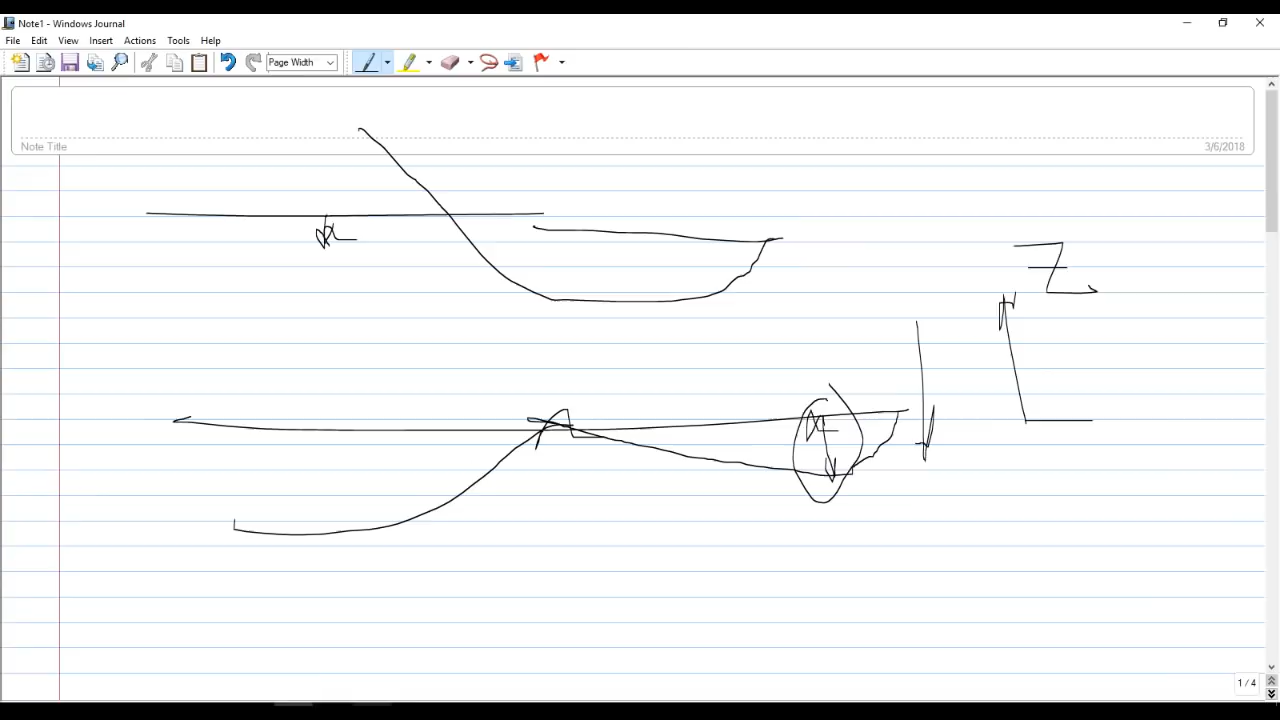 Note1 - Windows Journal
File Edit View Insert Actions Tools Help
Page Width
Note Title
3/6/2018
Z
1 / 4